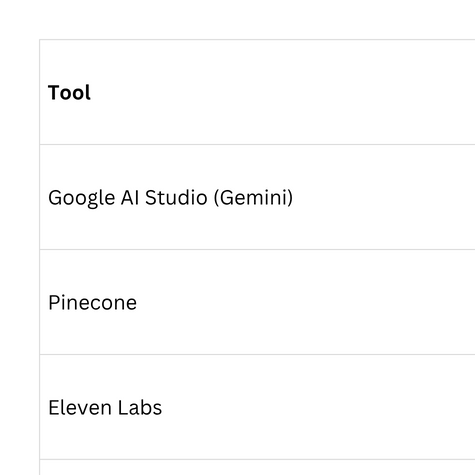 Tool
Google AI Studio (Gemini)
Pinecone
Eleven Labs